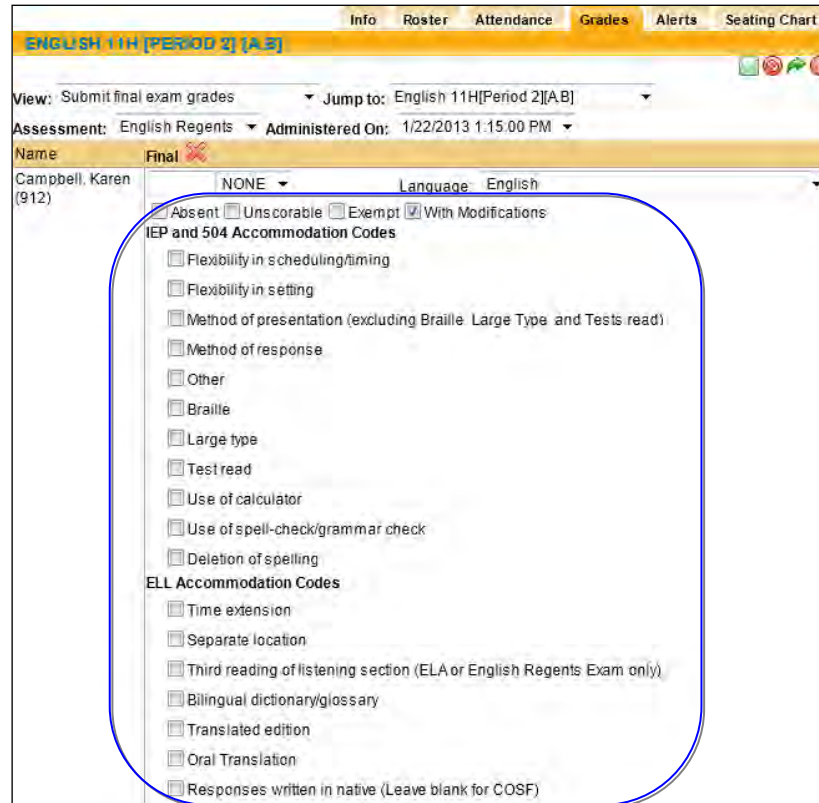 Info Roster Attendance Grades Alerts Seating Chart
ENGLISH 11H [PERIOD 2] [A,B]
View: Submit final exam grades Jump to: English 11H[Period 2][A,B]
Assessment: English Regents Administered On: 1/22/2013 1:15:00 PM
Name Final
Campbell, Karen (912)
NONE Language: English
Absent Unscorable Exempt With Modifications
IEP and 504 Accommodation Codes
Flexibility in scheduling/timing
Flexibility in setting
Method of presentation (excluding Braille, Large Type, and Tests read)
Method of response
Other
Braille
Large type
Test read
Use of calculator
Use of spell-check/grammar check
Deletion of spelling
ELL Accommodation Codes
Time extension
Separate location
Third reading of listening section (ELA or English Regents Exam only)
Bilingual dictionary/glossary
Translated edition
Oral Translation
Responses written in native (Leave blank for COSF)